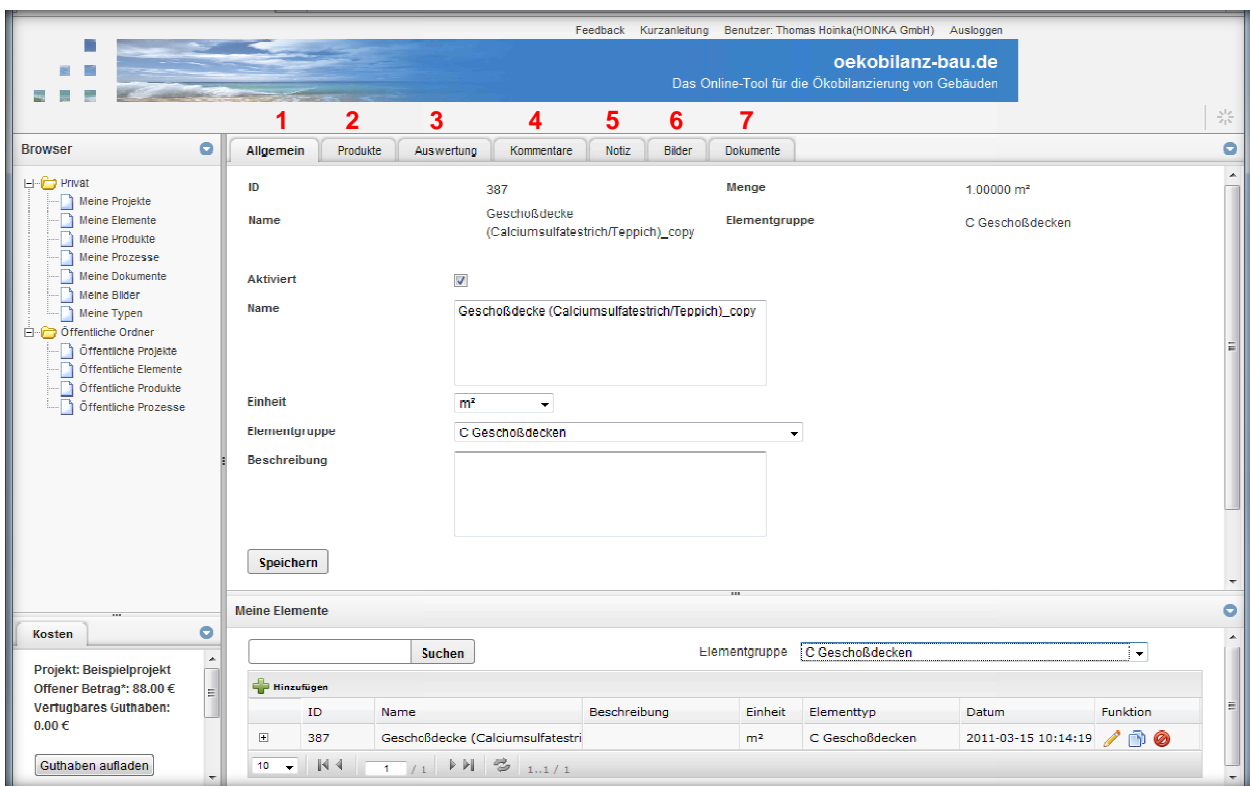 Feedback Kurzanleitung Benutzer: Thomas Hoinka(HOINKA GmbH) Ausloggen
oekobilanz-bau.de
Das Online-Tool für die Ökobilanzierung von Gebäuden
1 2 3 4 5 6 7
Browser
Allgemein Produkte Auswertung Kommentare Notiz Bilder Dokumente
Privat
Meine Projekte
Meine Elemente
Meine Produkte
Meine Prozesse
Meine Dokumente
Meine Bilder
Meine Typen
Öffentliche Ordner
Öffentliche Projekte
Öffentliche Elemente
Öffentliche Produkte
Öffentliche Prozesse
ID 387 Menge 1.00000 m²
Name Geschoßdecke
(Calciumsulfatestrich/Teppich)_copy Elementgruppe C Geschoßdecken
Aktiviert
Name Geschoßdecke (Calciumsulfatestrich/Teppich)_copy
Einheit m²
Elementgruppe C Geschoßdecken
Beschreibung
Speichern
Kosten
Projekt: Beispielprojekt
Offener Betrag*: 88.00 €
Verfügbares Guthaben:
0.00 €
Guthaben aufladen
Meine Elemente
Suchen Elementgruppe C Geschoßdecken
Hinzufügen
ID Name Beschreibung Einheit Elementtyp Datum Funktion
387 Geschoßdecke (Calciumsulfatestri m² C Geschoßdecken 2011-03-15 10:14:19
10 1 / 1 1..1 / 1